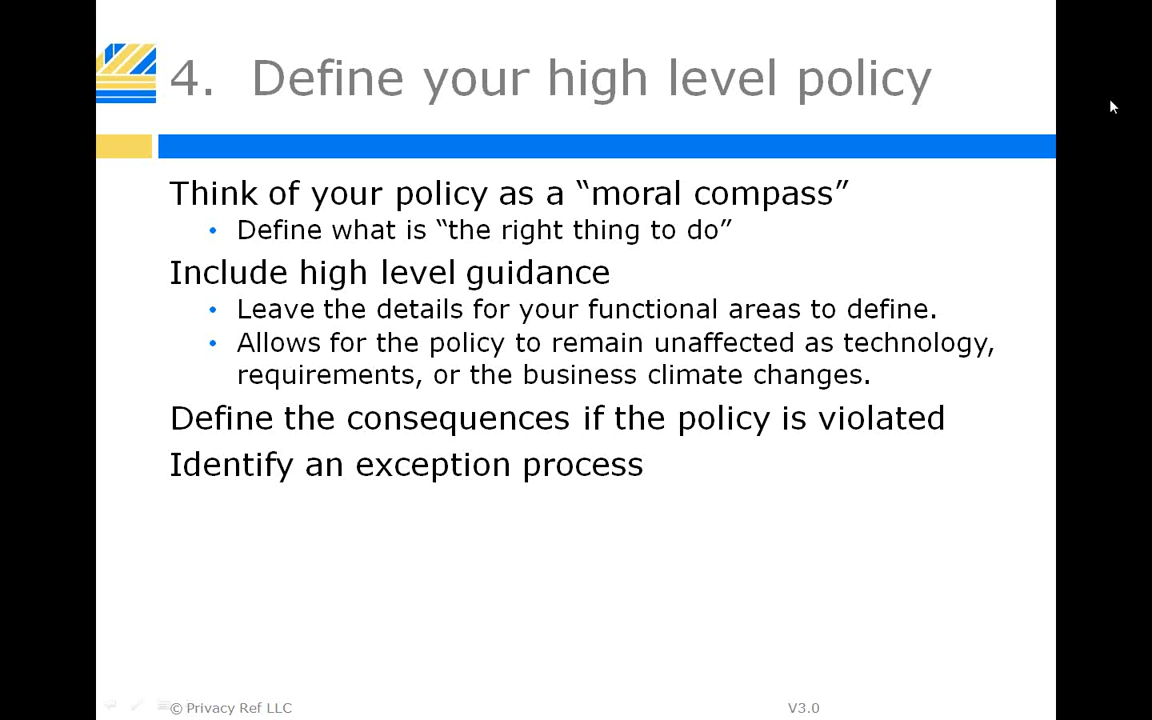 4. Define your high level policy
Think of your policy as a “moral compass”
• Define what is “the right thing to do”
Include high level guidance
• Leave the details for your functional areas to define.
• Allows for the policy to remain unaffected as technology,
requirements, or the business climate changes.
Define the consequences if the policy is violated
Identify an exception process
© Privacy Ref LLC
V3.0